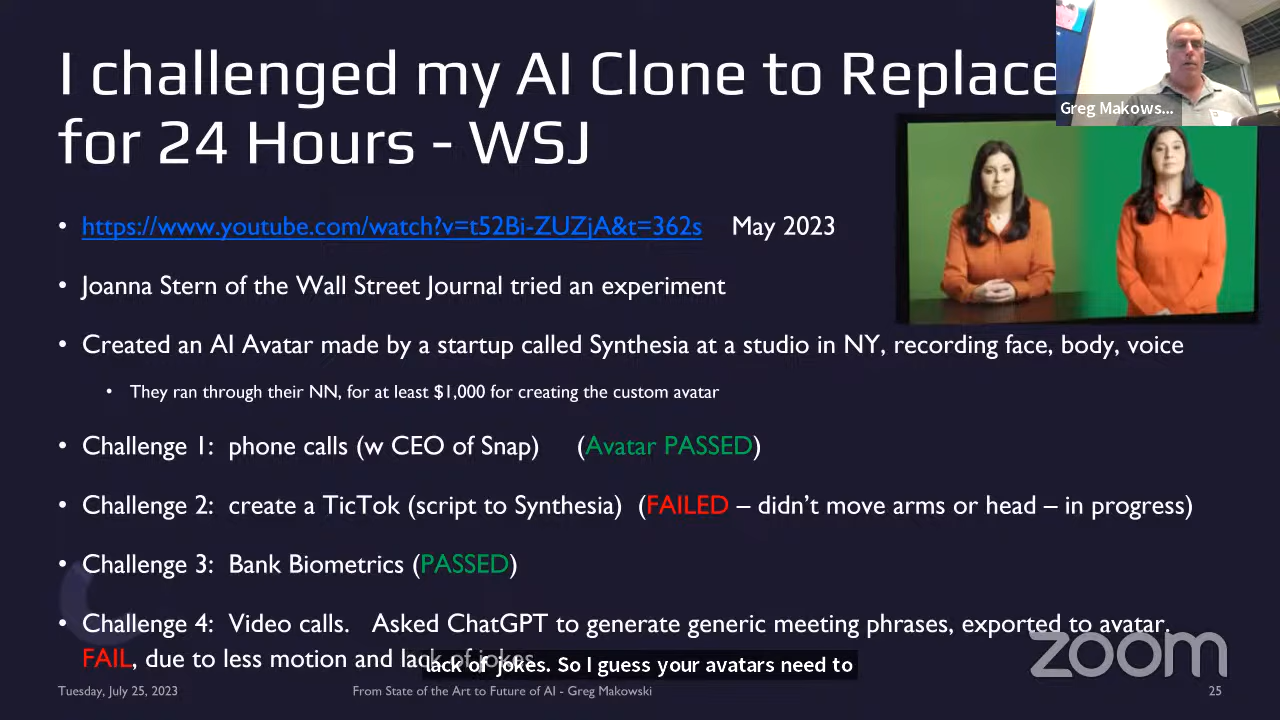 I challenged my AI Clone to Replace
for 24 Hours - WSJ
Greg Makows...
• https://www.youtube.com/watch?v=t52Bi-ZUZjA&t=362s May 2023
• Joanna Stern of the Wall Street Journal tried an experiment
• Created an AI Avatar made by a startup called Synthesia at a studio in NY, recording face, body, voice
• They ran through their NN, for at least $1,000 for creating the custom avatar
• Challenge 1: phone calls (w CEO of Snap) (Avatar PASSED)
• Challenge 2: create a TicTok (script to Synthesia) (FAILED – didn't move arms or head – in progress)
• Challenge 3: Bank Biometrics (PASSED)
• Challenge 4: Video calls. Asked ChatGPT to generate generic meeting phrases, exported to avatar.
FAIL, due to less motion and lack of jokes
lack of jokes. So I guess your avatars need to
zoom
Tuesday, July 25, 2023 From State of the Art to Future of AI - Greg Makowski 25